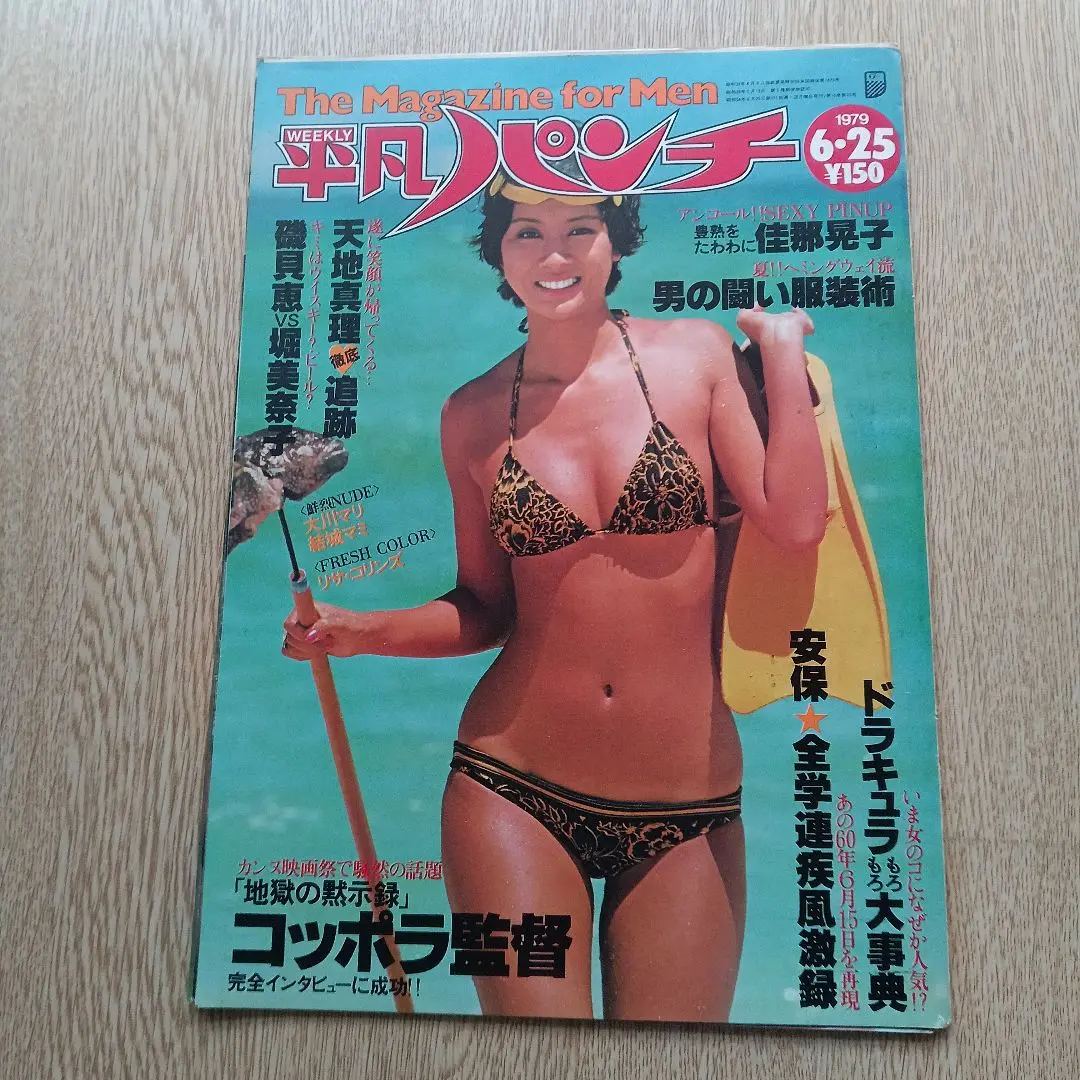 The Magazine for Men
WEEKLY
平凡パンチ
1979
6・25
¥150
アンコール!!SEXY PINUP
豊熟を
たわわに
佳那晃子
夏!!ヘミングウェイ流
男の闘い服装術
遂に笑顔が帰ってくる…
天地真理
徹底
追跡
キミはウイスキー?ビール?
磯貝恵VS堀美奈子
〈鮮烈NUDE〉
大川マリ
結城マミ
〈FRESH COLOR〉
リサ・コリンズ
いま女のコになぜか人気!?
ドラキュラもろもろ大事典
あの60年6月15日を再現
安保★全学連疾風激録
カンヌ映画祭で騒然の話題
「地獄の黙示録」
コッポラ監督
完全インタビューに成功!!